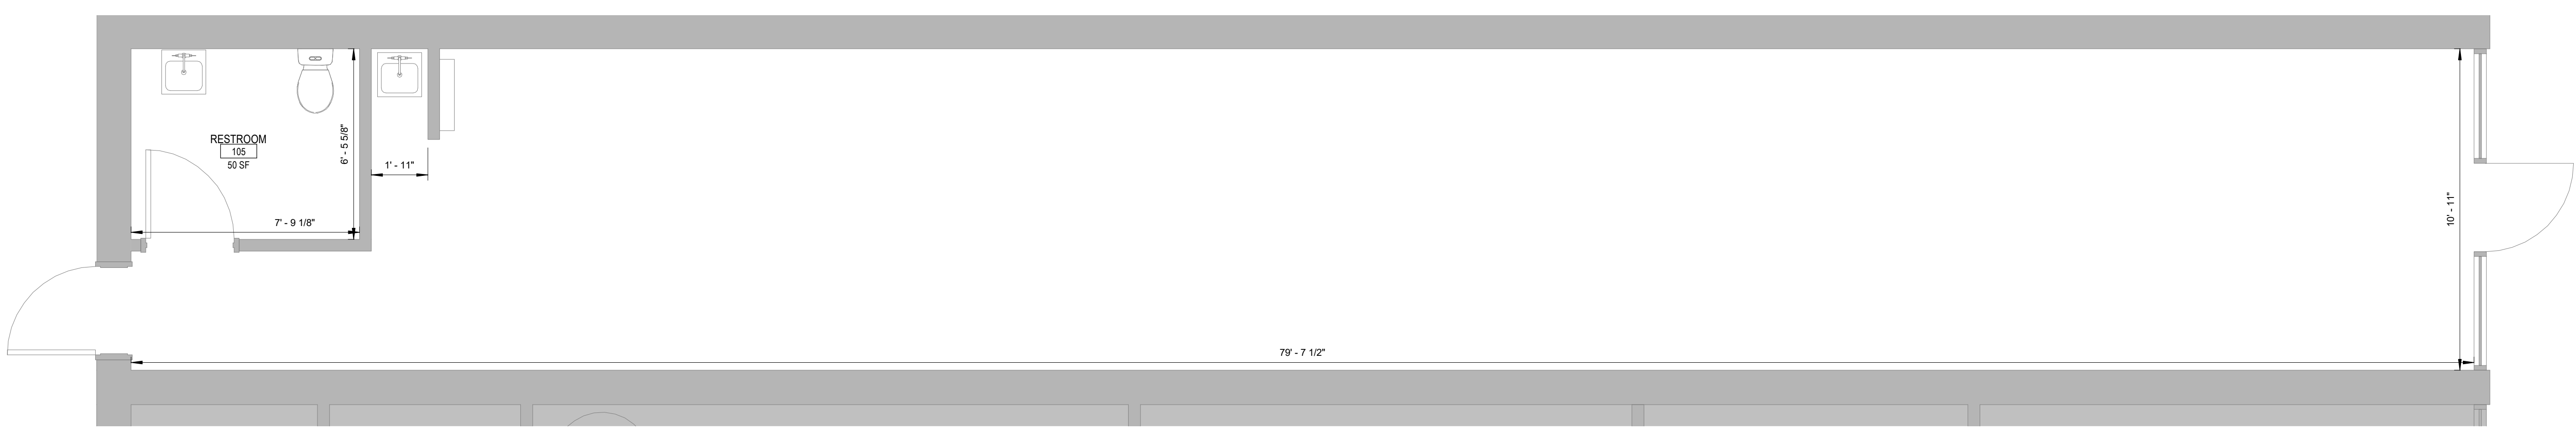 RESTROOM
105
50 SF
6' - 5 5/8"
1' - 11"
7' - 9 1/8"
10' - 11"
79' - 7 1/2"